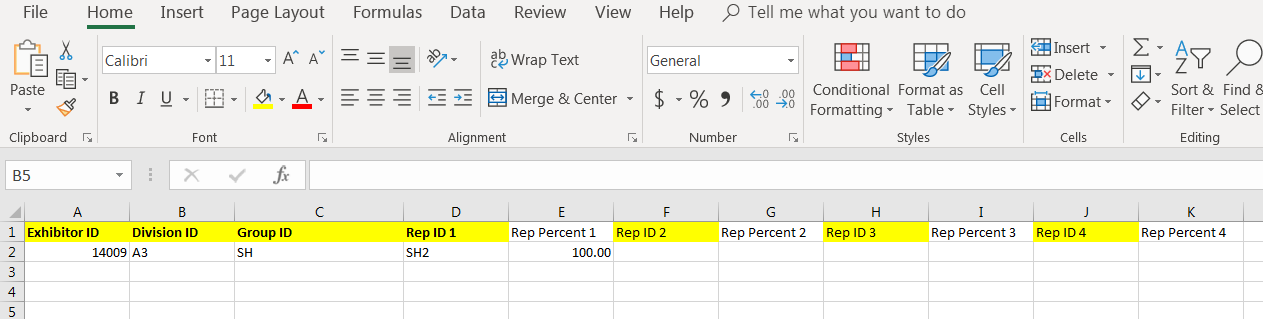 File Home Insert Page Layout Formulas Data Review View Help Tell me what you want to do
Paste
Clipboard
Calibri 11 A A
B I U A
Font
ab Wrap Text
Merge & Center
Alignment
General
$ % , .00 .0 .00
Number
Conditional Formatting
Format as Table
Cell Styles
Styles
Insert
Delete
Format
Cells
Σ
Sort & Filter
Find & Select
Editing
B5 fx
A B C D E F G H I J K
1 Exhibitor ID Division ID Group ID Rep ID 1 Rep Percent 1 Rep ID 2 Rep Percent 2 Rep ID 3 Rep Percent 3 Rep ID 4 Rep Percent 4
2 14009 A3 SH SH2 100.00
3
4
5